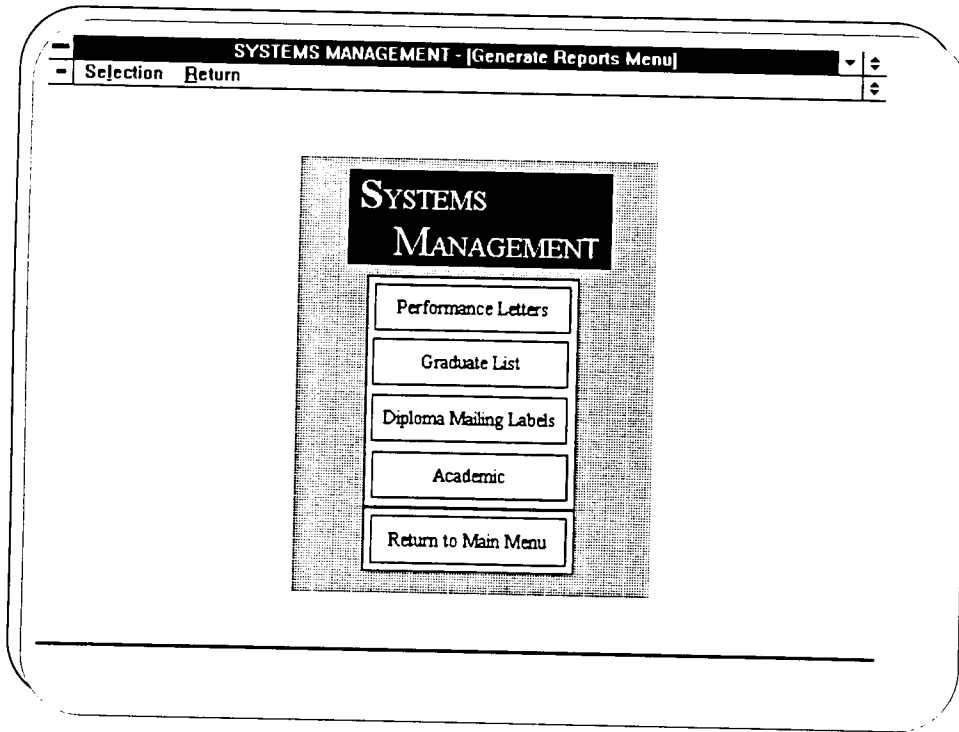 SYSTEMS MANAGEMENT - [Generate Reports Menu]
Selection Return
SYSTEMS
MANAGEMENT
Performance Letters
Graduate List
Diploma Mailing Labels
Academic
Return to Main Menu